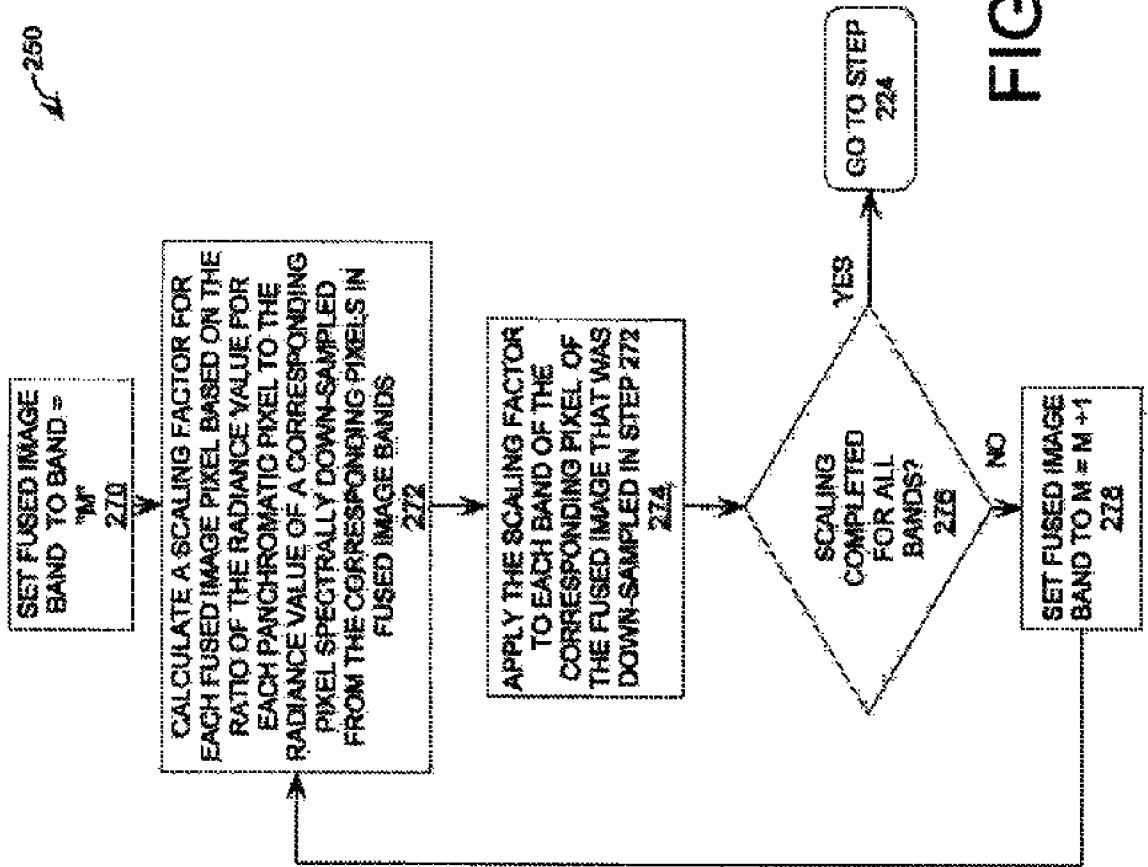 250
SET FUSED IMAGE
BAND TO BAND =
"M"
270
CALCULATE A SCALING FACTOR FOR
EACH FUSED IMAGE PIXEL BASED ON THE
RATIO OF THE RADIANCE VALUE FOR
EACH PANCHROMATIC PIXEL TO THE
RADIANCE VALUE OF A CORRESPONDING
PIXEL SPECTRALLY DOWN-SAMPLED
FROM THE CORRESPONDING PIXELS IN
FUSED IMAGE BANDS
272
APPLY THE SCALING FACTOR
TO EACH BAND OF THE
CORRESPONDING PIXEL OF
THE FUSED IMAGE THAT WAS
DOWN-SAMPLED IN STEP 272
274
SCALING
COMPLETED
FOR ALL
BANDS?
276
YES
GO TO STEP
224
NO
SET FUSED IMAGE
BAND TO M = M +1
278
FIG